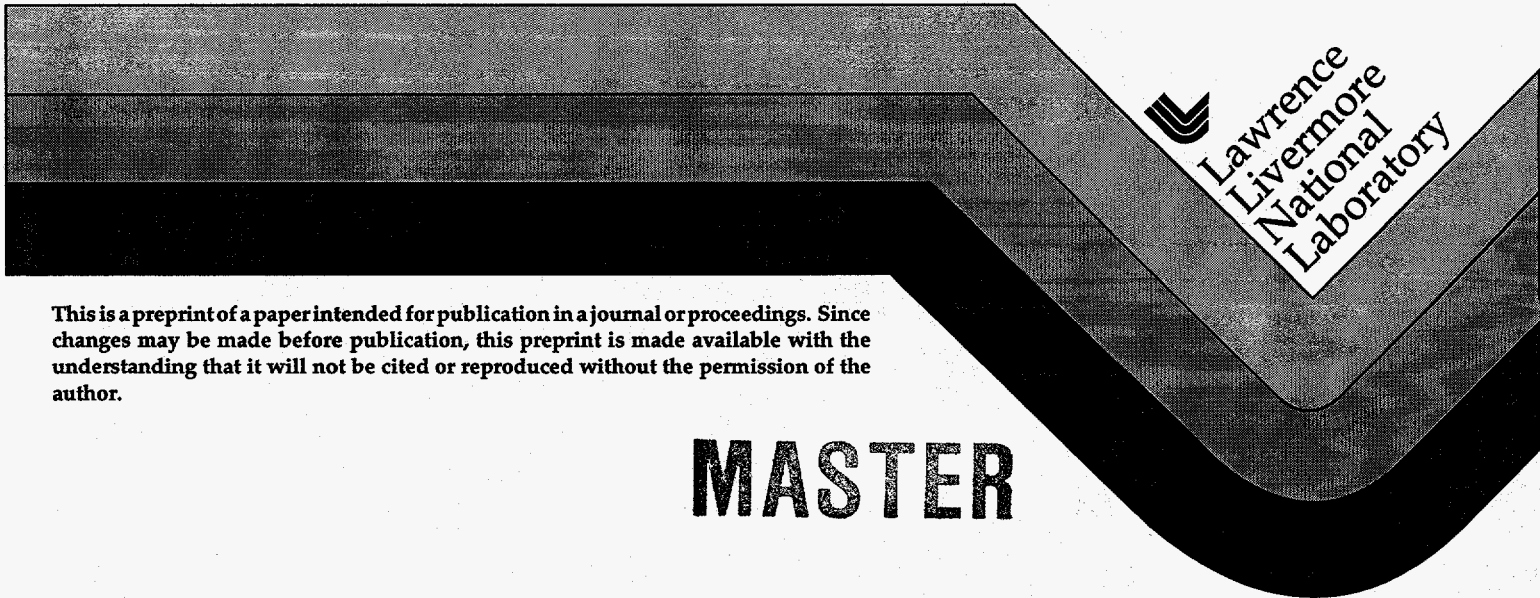 Lawrence
Livermore
National
Laboratory
This is a preprint of a paper intended for publication in a journal or proceedings. Since
changes may be made before publication, this preprint is made available with the
understanding that it will not be cited or reproduced without the permission of the
author.
MASTER